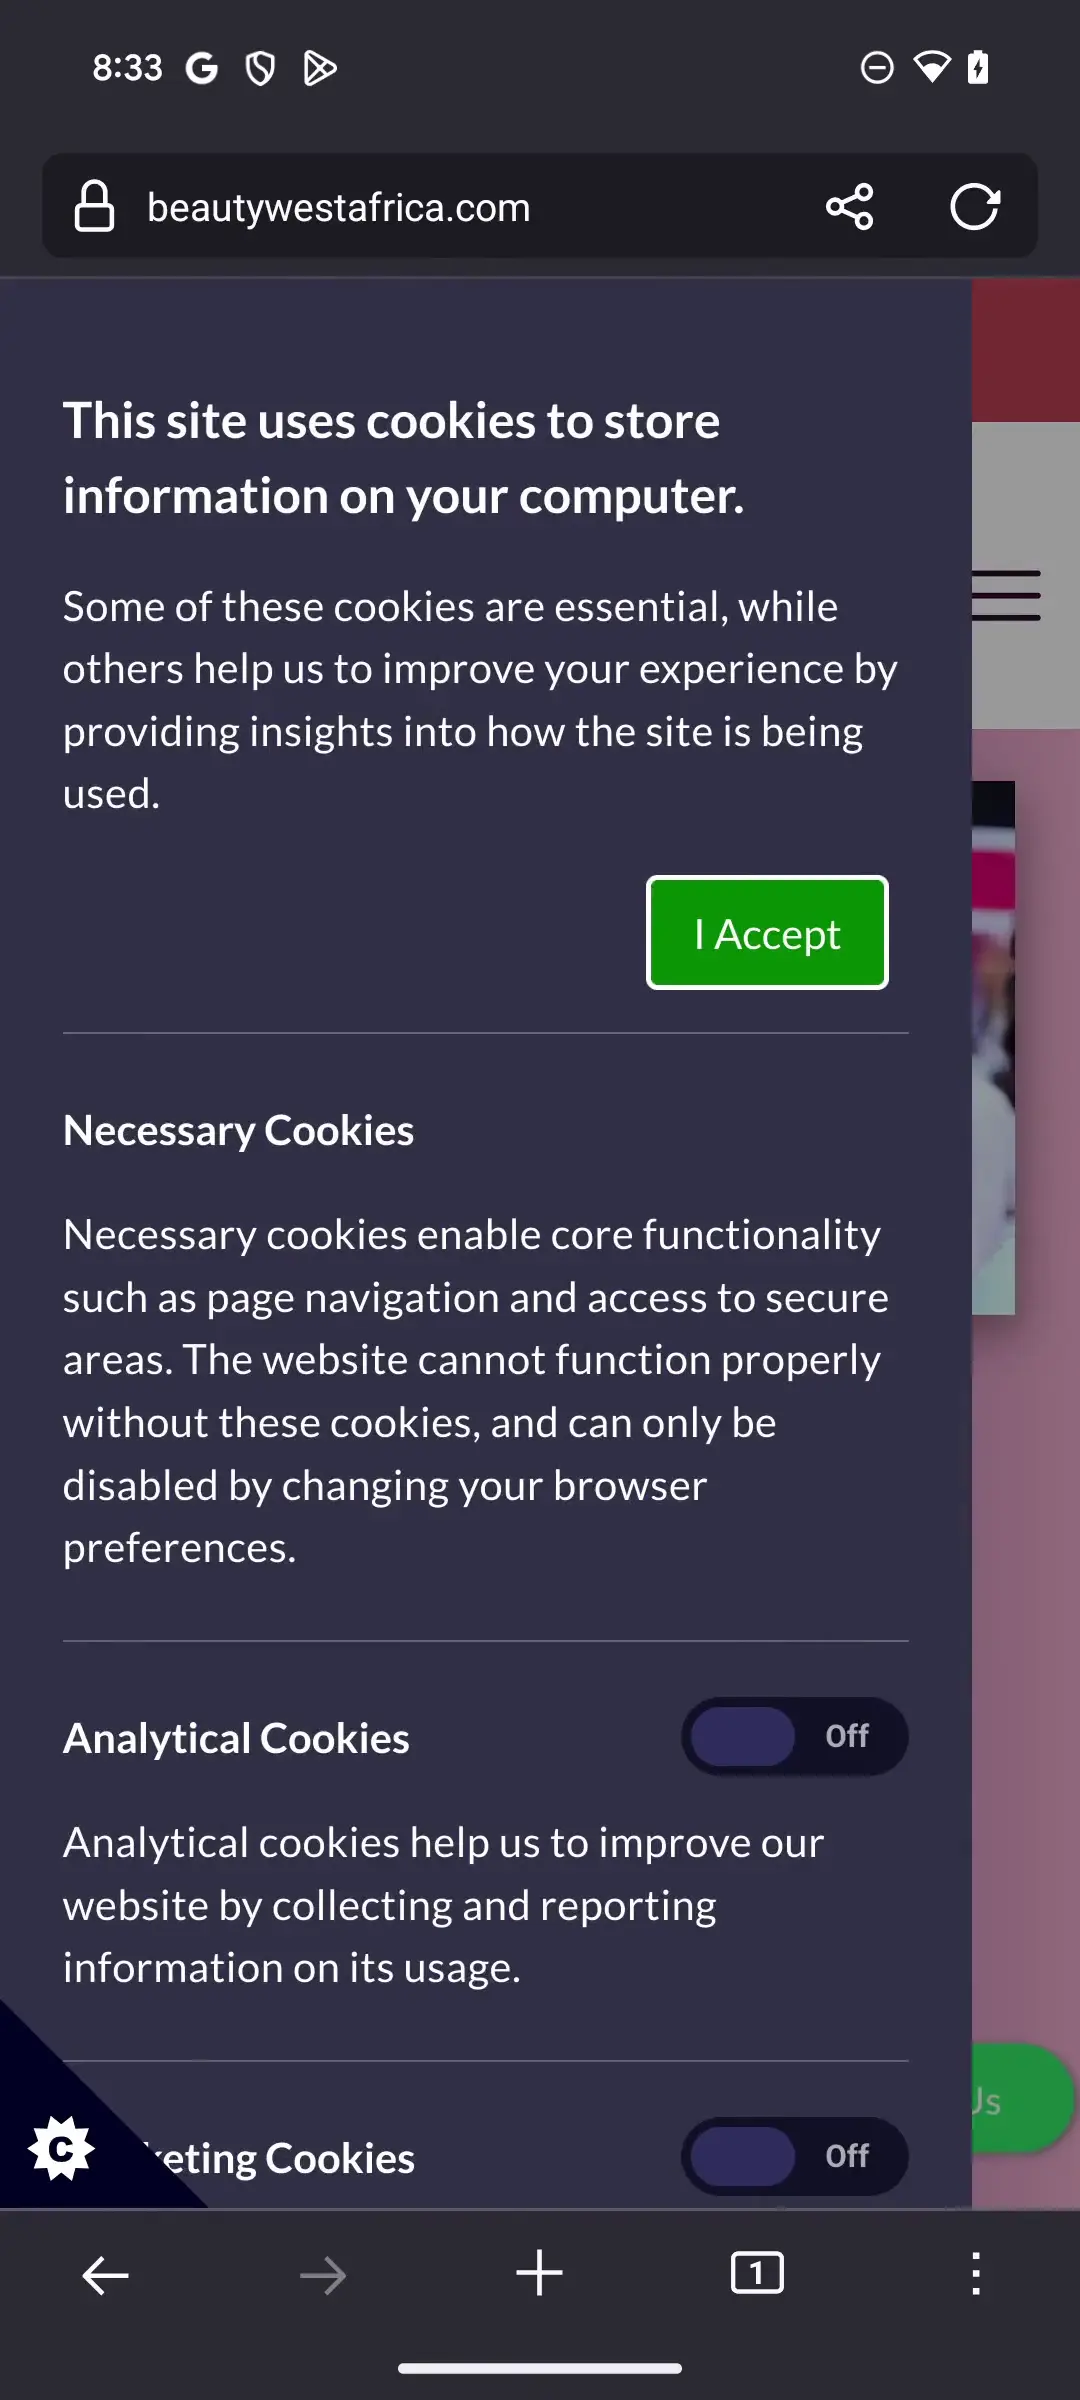 8:33
beautywestafrica.com
This site uses cookies to store
information on your computer.
Some of these cookies are essential, while
others help us to improve your experience by
providing insights into how the site is being
used.
I Accept
Necessary Cookies
Necessary cookies enable core functionality
such as page navigation and access to secure
areas. The website cannot function properly
without these cookies, and can only be
disabled by changing your browser
preferences.
Analytical Cookies
Off
Analytical cookies help us to improve our
website by collecting and reporting
information on its usage.
Us
keting Cookies
Off
1